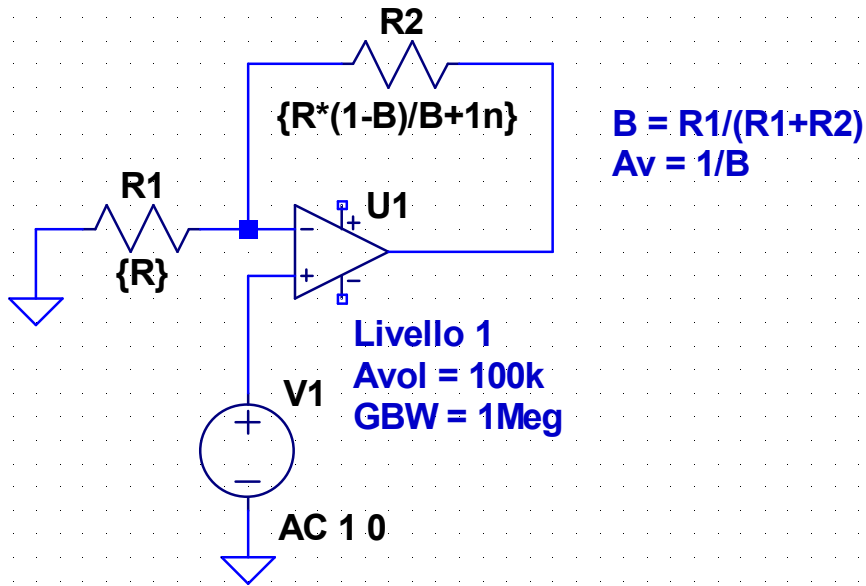 R2
{R*(1-B)/B+1n}
B = R1/(R1+R2)
Av = 1/B
R1
{R}
U1
Livello 1
Avol = 100k
GBW = 1Meg
V1
AC 1 0